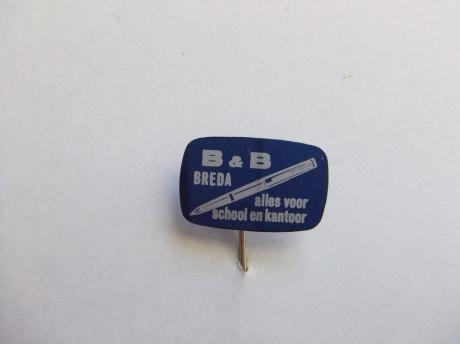 B & B
BREDA
alles voor
school en kantoor